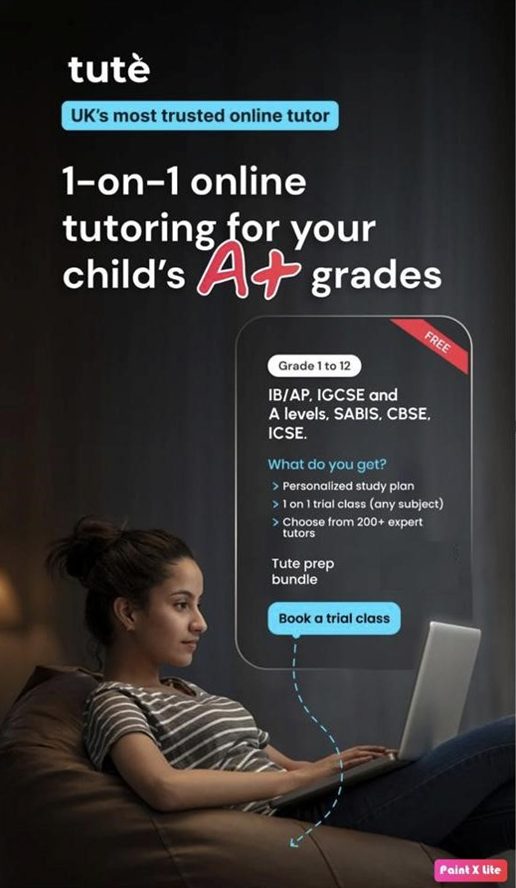 tutè
UK's most trusted online tutor
1-on-1 online
tutoring for your
child's A+ grades
FREE
Grade 1 to 12
IB/AP, IGCSE and
A levels, SABIS, CBSE,
ICSE.
What do you get?
> Personalized study plan
> 1 on 1 trial class (any subject)
> Choose from 200+ expert
tutors
Tute prep
bundle
Book a trial class
Paint X lite